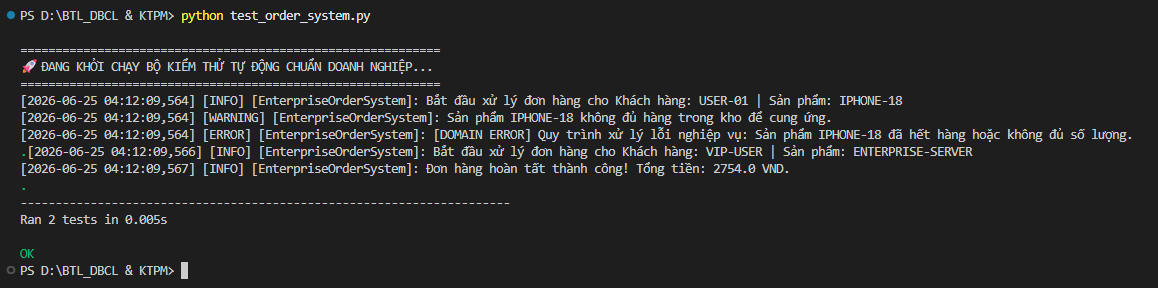 PS D:\BTL_DBCL & KTPM> python test_order_system.py
============================================================
🚀 ĐANG KHỞI CHẠY BỘ KIỂM THỬ TỰ ĐỘNG CHUẨN DOANH NGHIỆP...
============================================================
[2026-06-25 04:12:09,564] [INFO] [EnterpriseOrderSystem]: Bắt đầu xử lý đơn hàng cho Khách hàng: USER-01 | Sản phẩm: IPHONE-18
[2026-06-25 04:12:09,564] [WARNING] [EnterpriseOrderSystem]: Sản phẩm IPHONE-18 không đủ hàng trong kho để cung ứng.
[2026-06-25 04:12:09,564] [ERROR] [EnterpriseOrderSystem]: [DOMAIN ERROR] Quy trình xử lý lỗi nghiệp vụ: Sản phẩm IPHONE-18 đã hết hàng hoặc không đủ số lượng.
.[2026-06-25 04:12:09,566] [INFO] [EnterpriseOrderSystem]: Bắt đầu xử lý đơn hàng cho Khách hàng: VIP-USER | Sản phẩm: ENTERPRISE-SERVER
[2026-06-25 04:12:09,567] [INFO] [EnterpriseOrderSystem]: Đơn hàng hoàn tất thành công! Tổng tiền: 2754.0 VND.
.
----------------------------------------------------------------------
Ran 2 tests in 0.005s
OK
PS D:\BTL_DBCL & KTPM>